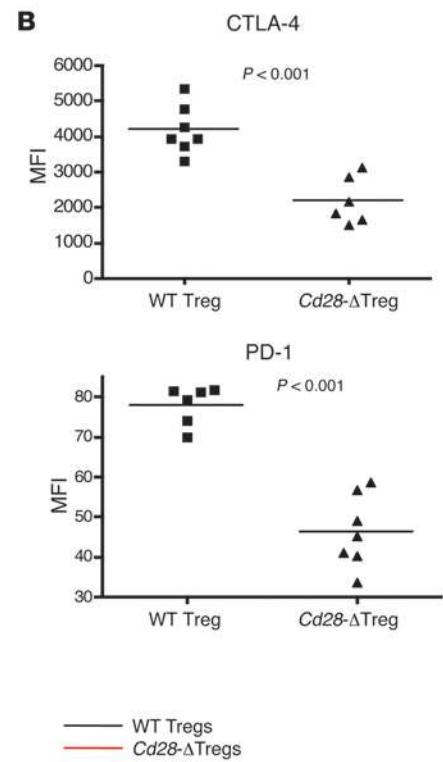 B
CTLA-4
6000
5000
4000
3000
2000
1000
0
MFI
P < 0.001
WT Treg
Cd28-ΔTreg
PD-1
80
70
60
50
40
30
MFI
P < 0.001
WT Treg
Cd28-ΔTreg
WT Tregs
Cd28-ΔTregs